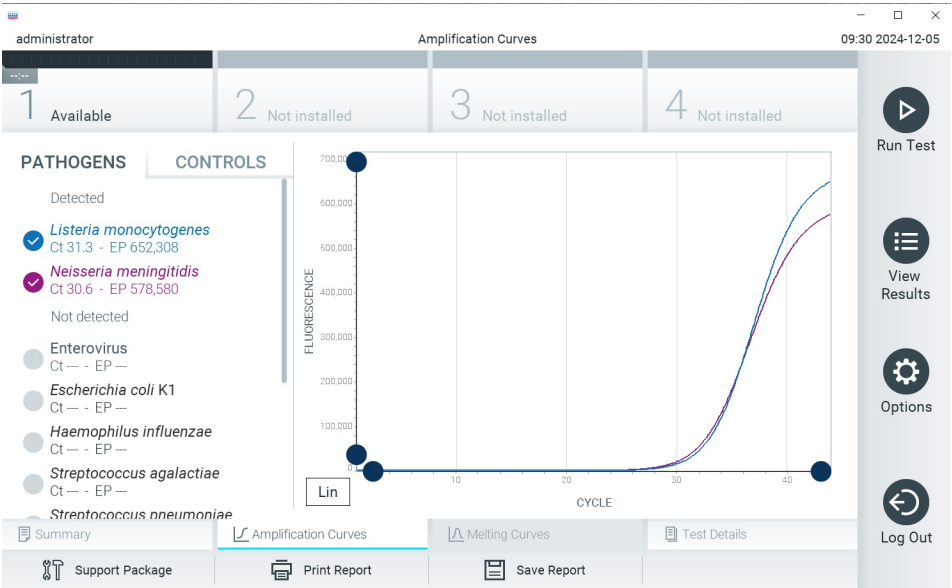 administrator
Amplification Curves
09:30 2024-12-05
--:--
1 Available
2 Not installed
3 Not installed
4 Not installed
Run Test
View
Results
Options
Log Out
PATHOGENS
CONTROLS
Detected
Listeria monocytogenes
Ct 31.3 - EP 652,308
Neisseria meningitidis
Ct 30.6 - EP 578,580
Not detected
Enterovirus
Ct --- - EP ---
Escherichia coli K1
Ct --- - EP ---
Haemophilus influenzae
Ct --- - EP ---
Streptococcus agalactiae
Ct --- - EP ---
Streptococcus pneumoniae
700,00
600,000
500,000
400,000
300,000
200,000
100,000
0
FLUORESCENCE
10
20
30
40
CYCLE
Lin
Summary
Amplification Curves
Melting Curves
Test Details
Support Package
Print Report
Save Report